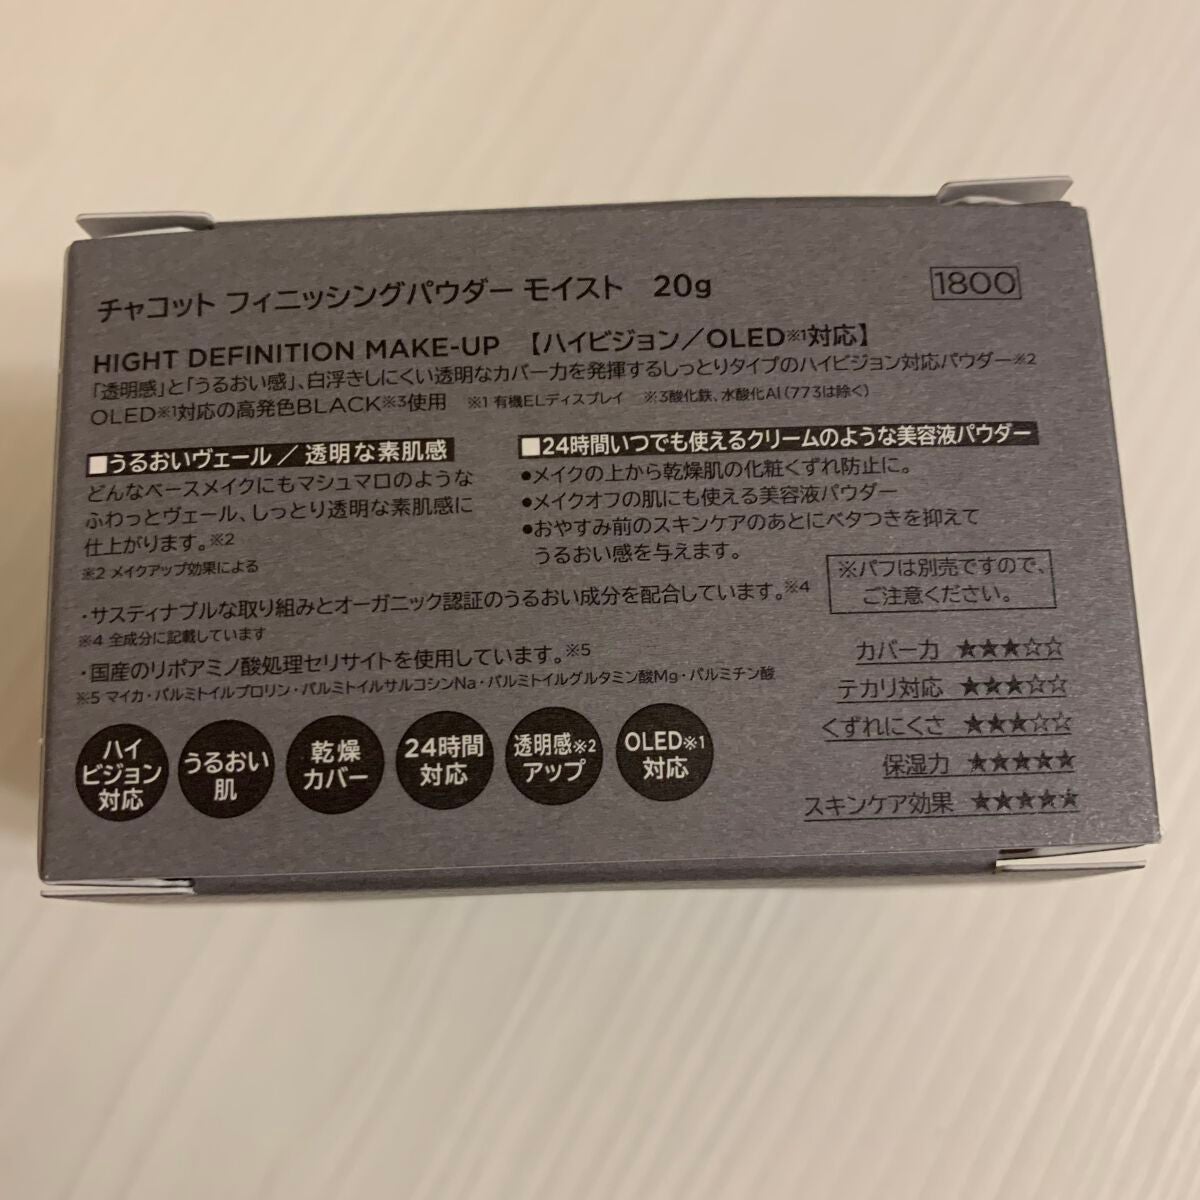 チャコット フィニッシングパウダー モイスト 20g
1800
HIGHT DEFINITION MAKE-UP 【ハイビジョン／OLED※1対応】
「透明感」と「うるおい感」、白浮きしにくい透明なカバー力を発揮するしっとりタイプのハイビジョン対応パウダー※2
OLED※1対応の高発色BLACK※3使用 ※1 有機ELディスプレイ ※3酸化鉄、水酸化Al（773は除く）
■うるおいヴェール／透明な素肌感
どんなベースメイクにもマシュマロのような
ふわっとヴェール、しっとり透明な素肌感に
仕上がります。※2
※2 メイクアップ効果による
■24時間いつでも使えるクリームのような美容液パウダー
●メイクの上から乾燥肌の化粧くずれ防止に。
●メイクオフの肌にも使える美容液パウダー
●おやすみ前のスキンケアのあとにベタつきを抑えて
うるおい感を与えます。
※パフは別売ですので、
ご注意ください。
・サスティナブルな取り組みとオーガニック認証のうるおい成分を配合しています。※4
※4 全成分に記載しています
・国産のリポアミノ酸処理セリサイトを使用しています。※5
※5 マイカ・パルミトイルプロリン・パルミトイルサルコシンNa・パルミトイルグルタミン酸Mg・パルミチン酸
ハイ
ビジョン
対応
うるおい
肌
乾燥
カバー
24時間
対応
透明感※2
アップ
OLED※1
対応
カバー力 ★★★☆☆
テカリ対応 ★★★☆☆
くずれにくさ ★★★☆☆
保湿力 ★★★★★
スキンケア効果 ★★★★★